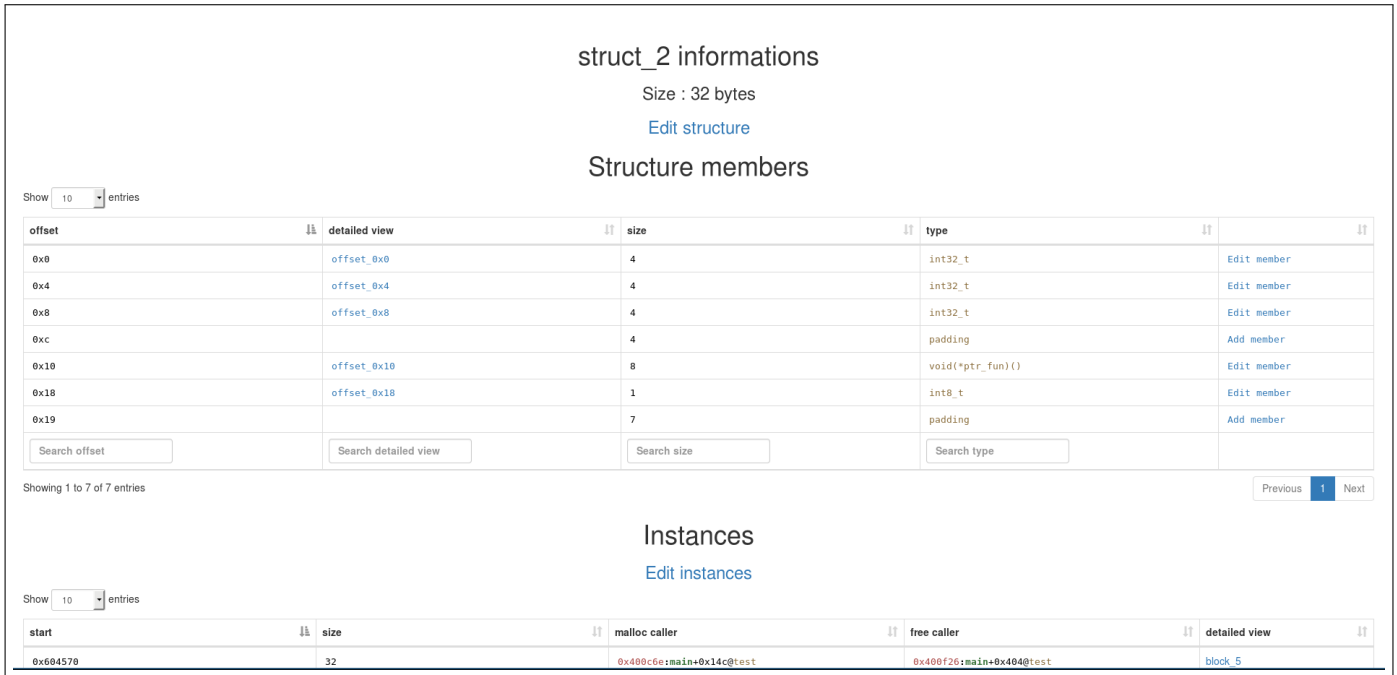 struct_2 informations
Size : 32 bytes
Edit structure
Structure members
Show 10 entries
offset detailed view size type
0x0 offset_0x0 4 int32_t Edit member
0x4 offset_0x4 4 int32_t Edit member
0x8 offset_0x8 4 int32_t Edit member
0xc 4 padding Add member
0x10 offset_0x10 8 void(*ptr_fun)() Edit member
0x18 offset_0x18 1 int8_t Edit member
0x19 7 padding Add member
Search offset Search detailed view Search size Search type
Showing 1 to 7 of 7 entries Previous 1 Next
Instances
Edit instances
Show 10 entries
start size malloc caller free caller detailed view
0x604570 32 0x400c6e:main+0x14c@test 0x400f26:main+0x404@test block_5